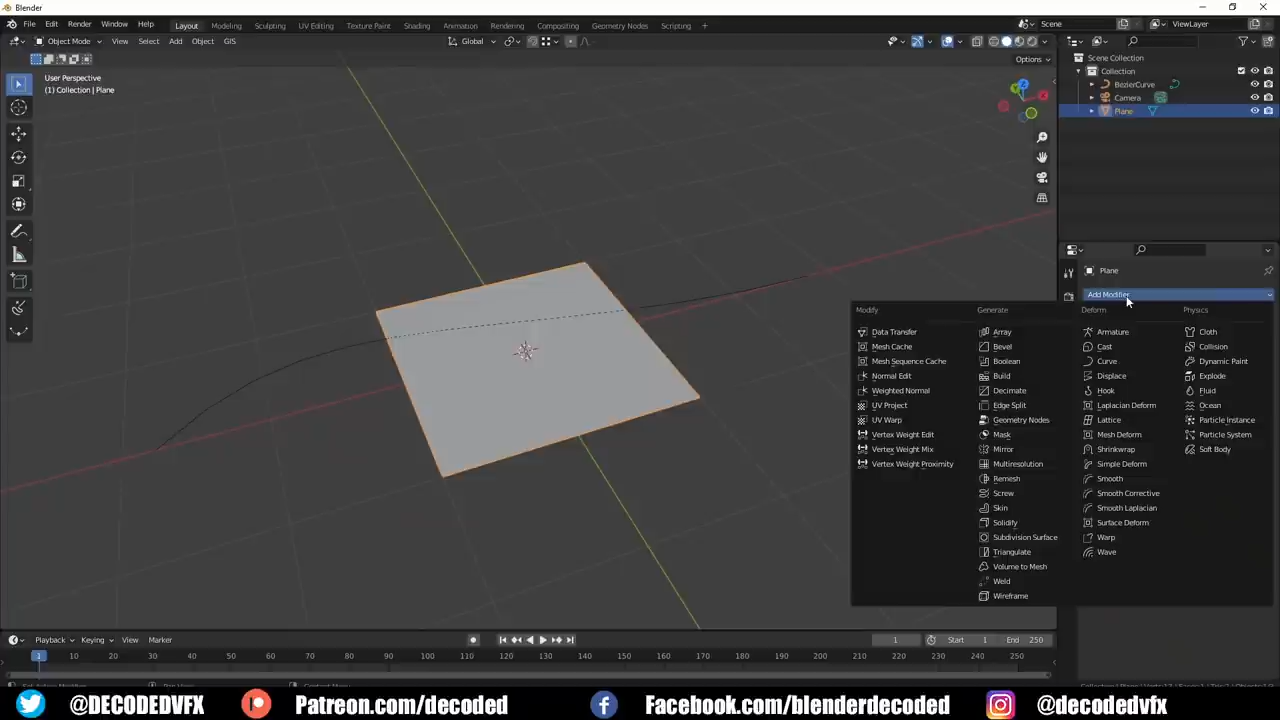 Blender
File Edit Render Window Help Layout Modeling Sculpting UV Editing Texture Paint Shading Animation Rendering Compositing Geometry Nodes Scripting + Scene ViewLayer
Object Mode View Select Add Object GIS Global
Options
User Perspective
(1) Collection | Plane
Scene Collection
Collection
BezierCurve
Camera
Plane
Plane
Add Modifier
Modify Generate Deform Physics
Data Transfer Array Armature Cloth
Mesh Cache Bevel Cast Collision
Mesh Sequence Cache Boolean Curve Dynamic Paint
Normal Edit Build Displace Explode
Weighted Normal Decimate Hook Fluid
UV Project Edge Split Laplacian Deform Ocean
UV Warp Geometry Nodes Lattice Particle Instance
Vertex Weight Edit Mask Mesh Deform Particle System
Vertex Weight Mix Mirror Shrinkwrap Soft Body
Vertex Weight Proximity Multiresolution Simple Deform
Remesh Smooth
Screw Smooth Corrective
Skin Smooth Laplacian
Solidify Surface Deform
Subdivision Surface Warp
Triangulate Wave
Volume to Mesh
Weld
Wireframe
Playback Keying View Marker 1 Start 1 End 250
1 10 20 30 40 50 60 70 80 90 100 110 120 130 140 150 160 170 180 190 200 210 220 230 240 250
@DECODEDVFX Patreon.com/decoded Facebook.com/blenderdecoded @decodedvfx